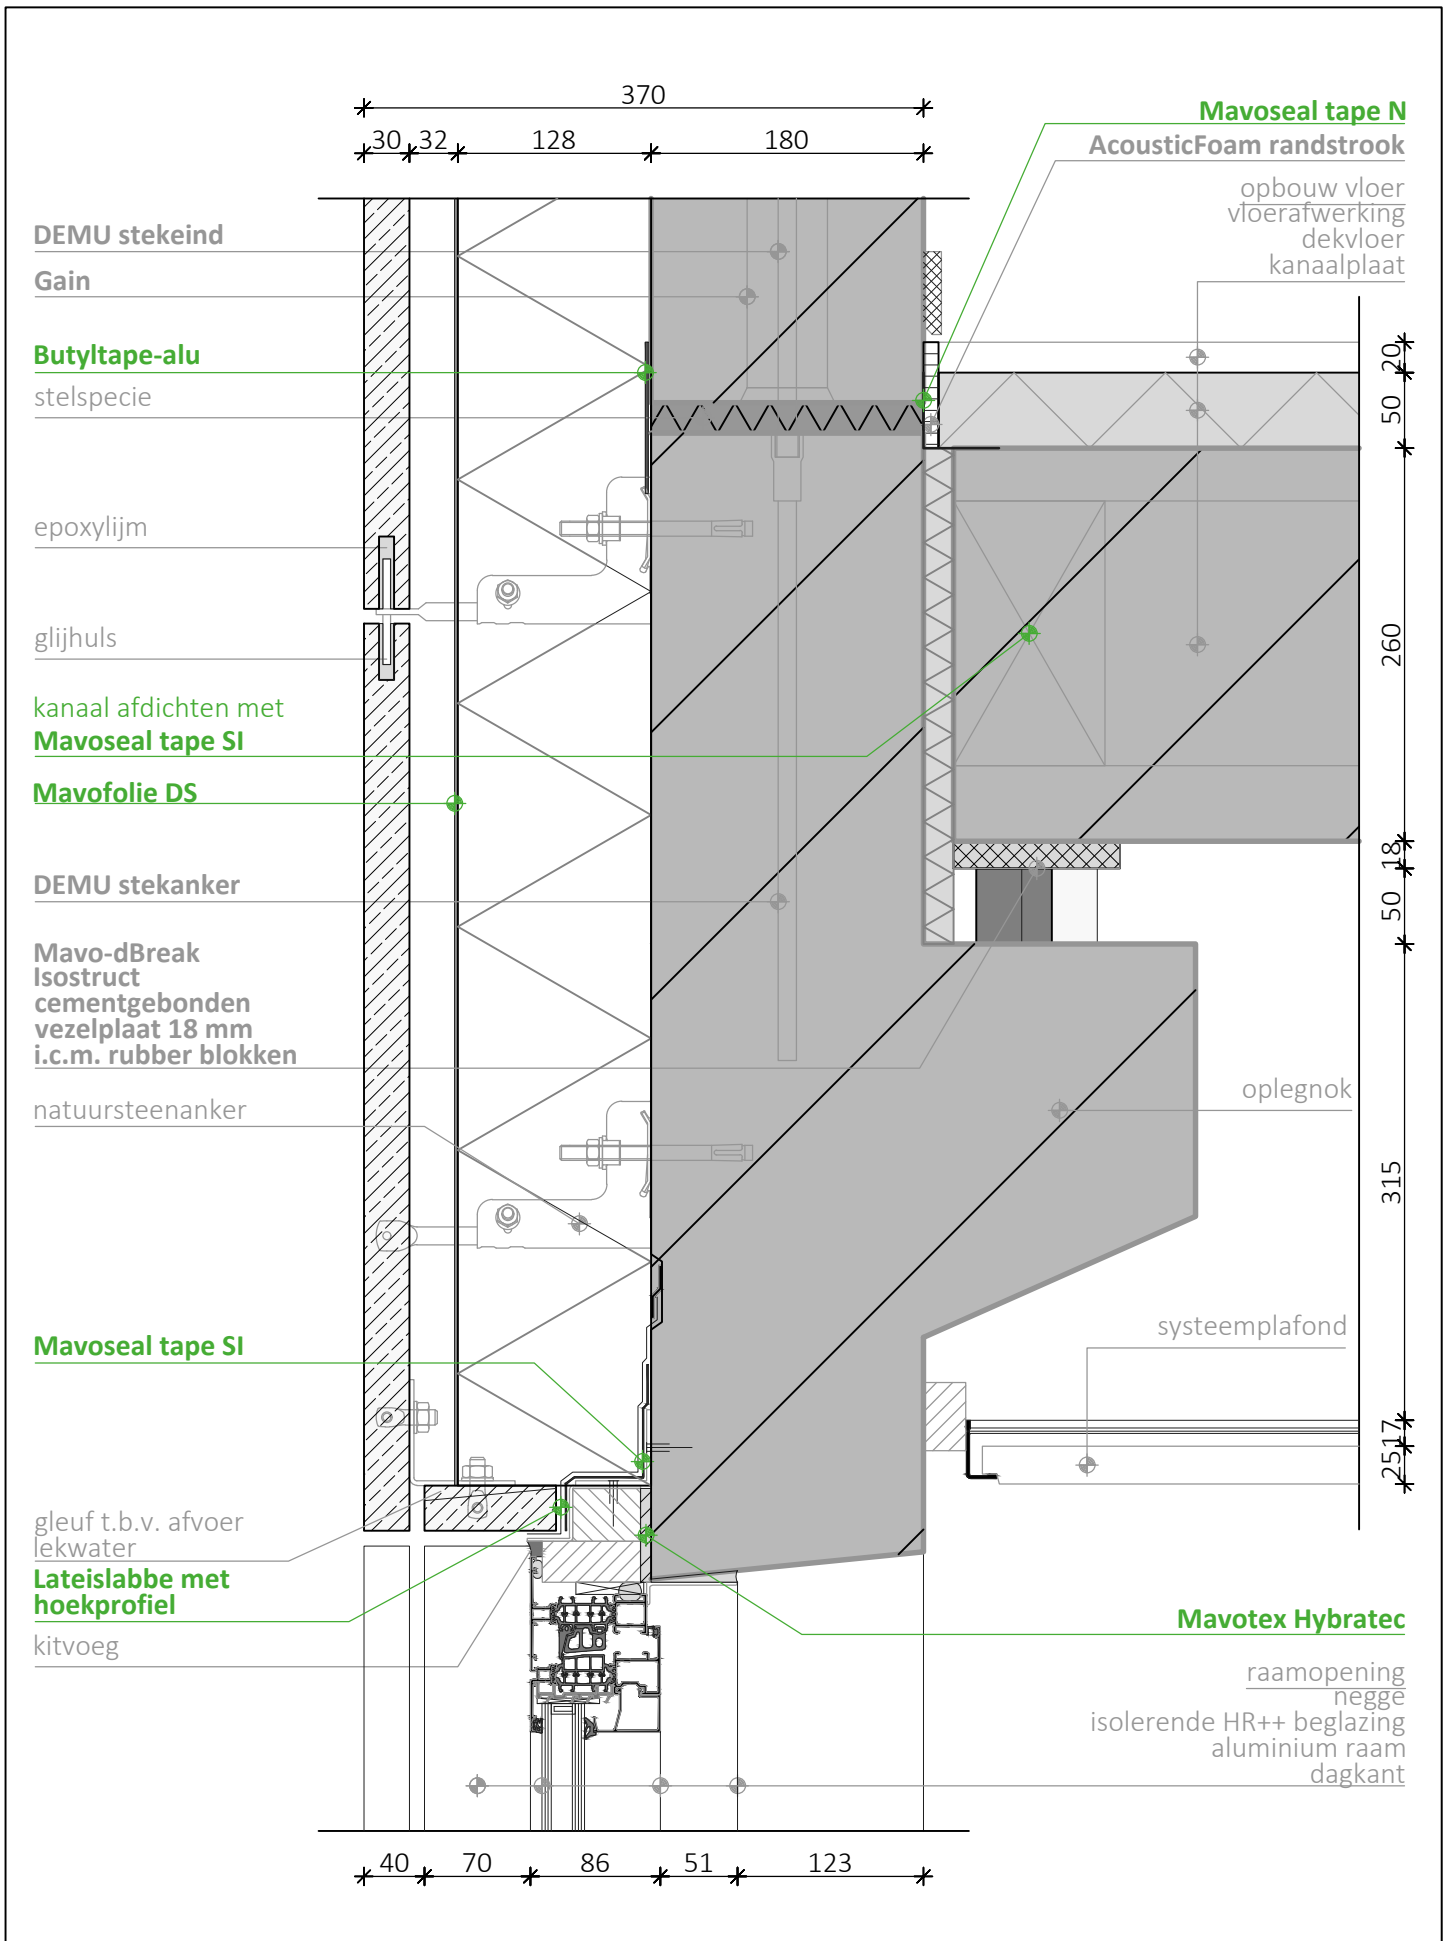 370
30
32
128
180
Mavoseal tape N
AcousticFoam randstrook
opbouw vloer
vloerafwerking
dekvloer
kanaalplaat
DEMU stekeind
Gain
Butyltape-alu
stelspecie
epoxylijm
glijhuls
kanaal afdichten met
Mavoseal tape SI
Mavofolie DS
DEMU stekanker
Mavo-dBreak
Isostruct
cementgebonden
vezelplaat 18 mm
i.c.m. rubber blokken
natuursteenanker
Mavoseal tape SI
gleuf t.b.v. afvoer
lekwater
Lateislabbe met
hoekprofiel
kitvoeg
20
50
260
18
50
315
17
25
oplegnok
systeemplafond
Mavotex Hybratec
raamopening
negge
isolerende HR++ beglazing
aluminium raam
dagkant
40
70
86
51
123